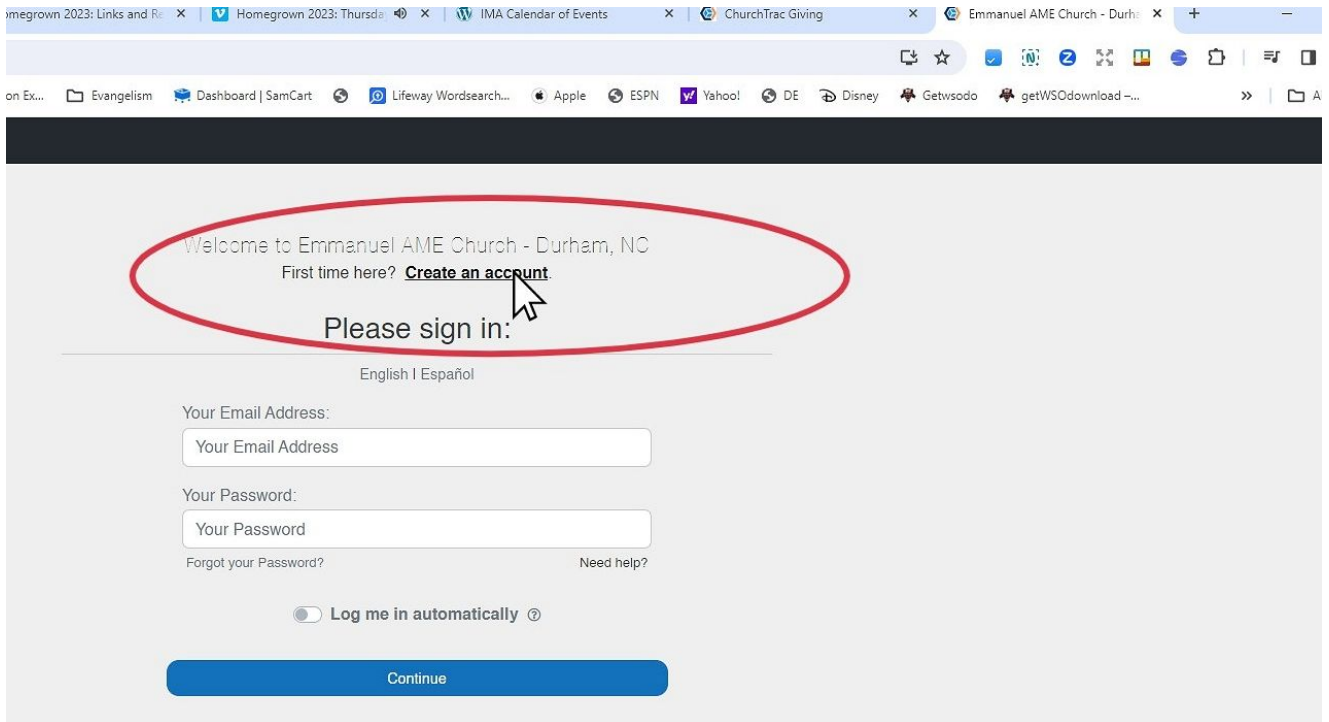 omegrown 2023: Links and Re Homegrown 2023: Thursda IMA Calendar of Events ChurchTrac Giving Emmanuel AME Church - Durha
on Ex... Evangelism Dashboard | SamCart Lifeway Wordsearch... Apple ESPN Yahoo! DE Disney Getwsodo getWSOdownload –... » A
Welcome to Emmanuel AME Church - Durham, NC
First time here? Create an account.
Please sign in:
English | Español
Your Email Address:
Your Email Address
Your Password:
Your Password
Forgot your Password? Need help?
Log me in automatically
Continue